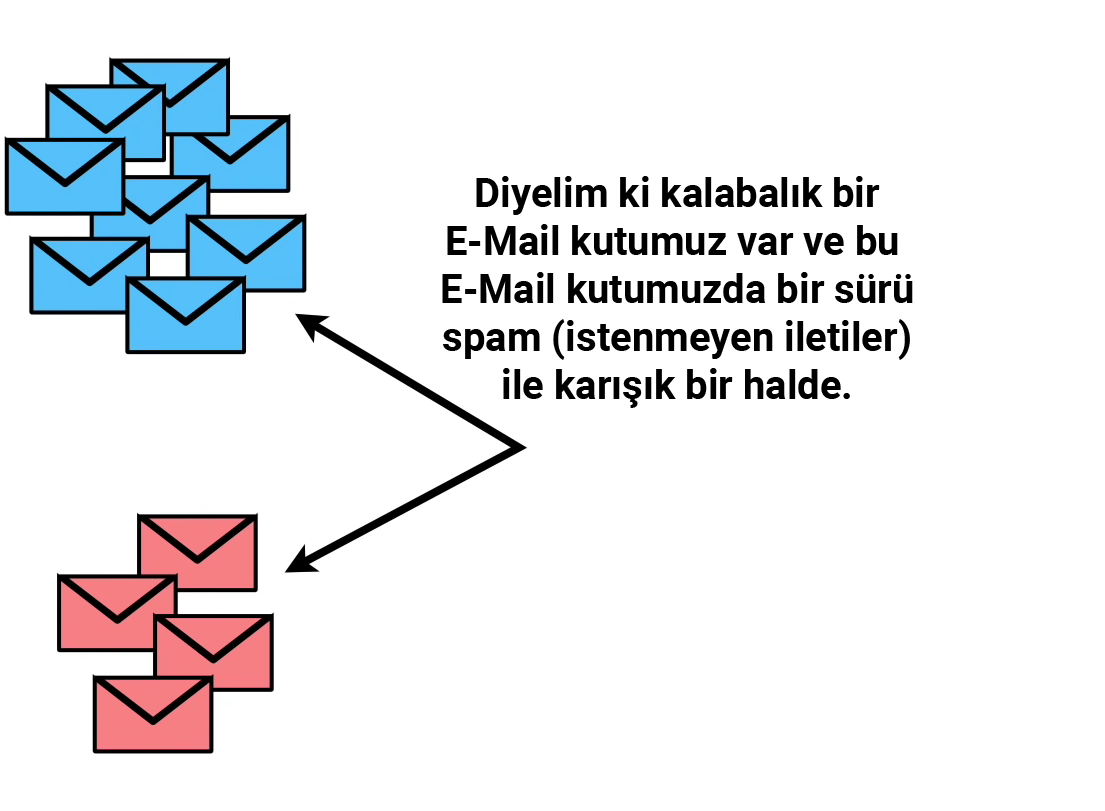 Diyelim ki kalabalık bir
E-Mail kutumuz var ve bu
E-Mail kutumuzda bir sürü
spam (istenmeyen iletiler)
ile karışık bir halde.